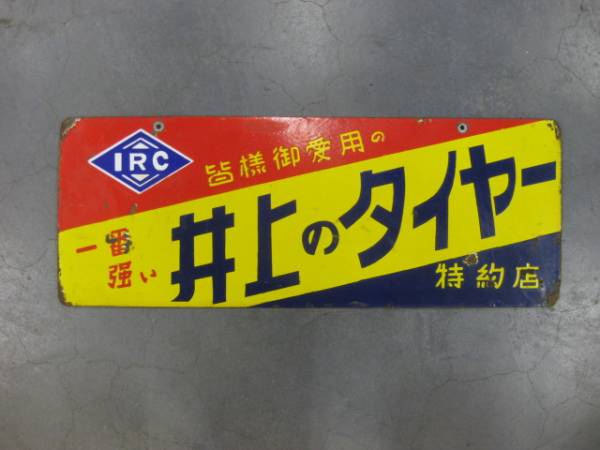 IRC
皆様御愛用の
一番
強い
井上のタイヤー
特約店